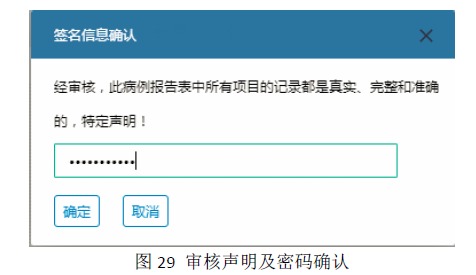 签名信息确认
经审核，此病例报告表中所有项目的记录都是真实、完整和准确
的，特定声明！
•••••••••••
确定 取消
图 29 审核声明及密码确认